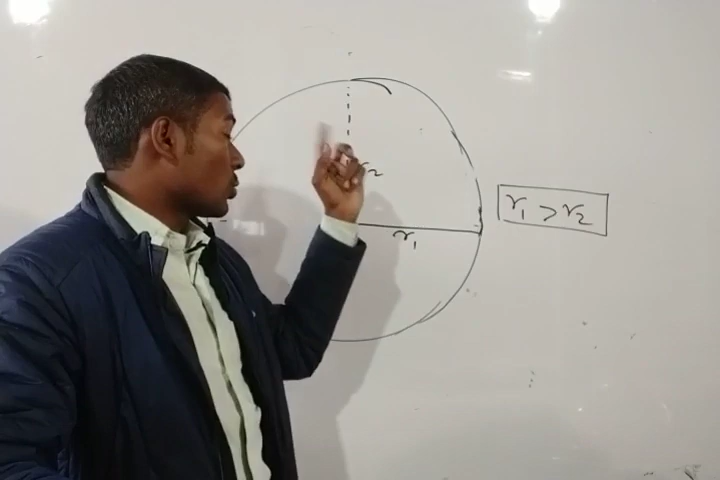 r₂
r₁
r₁ > r₂